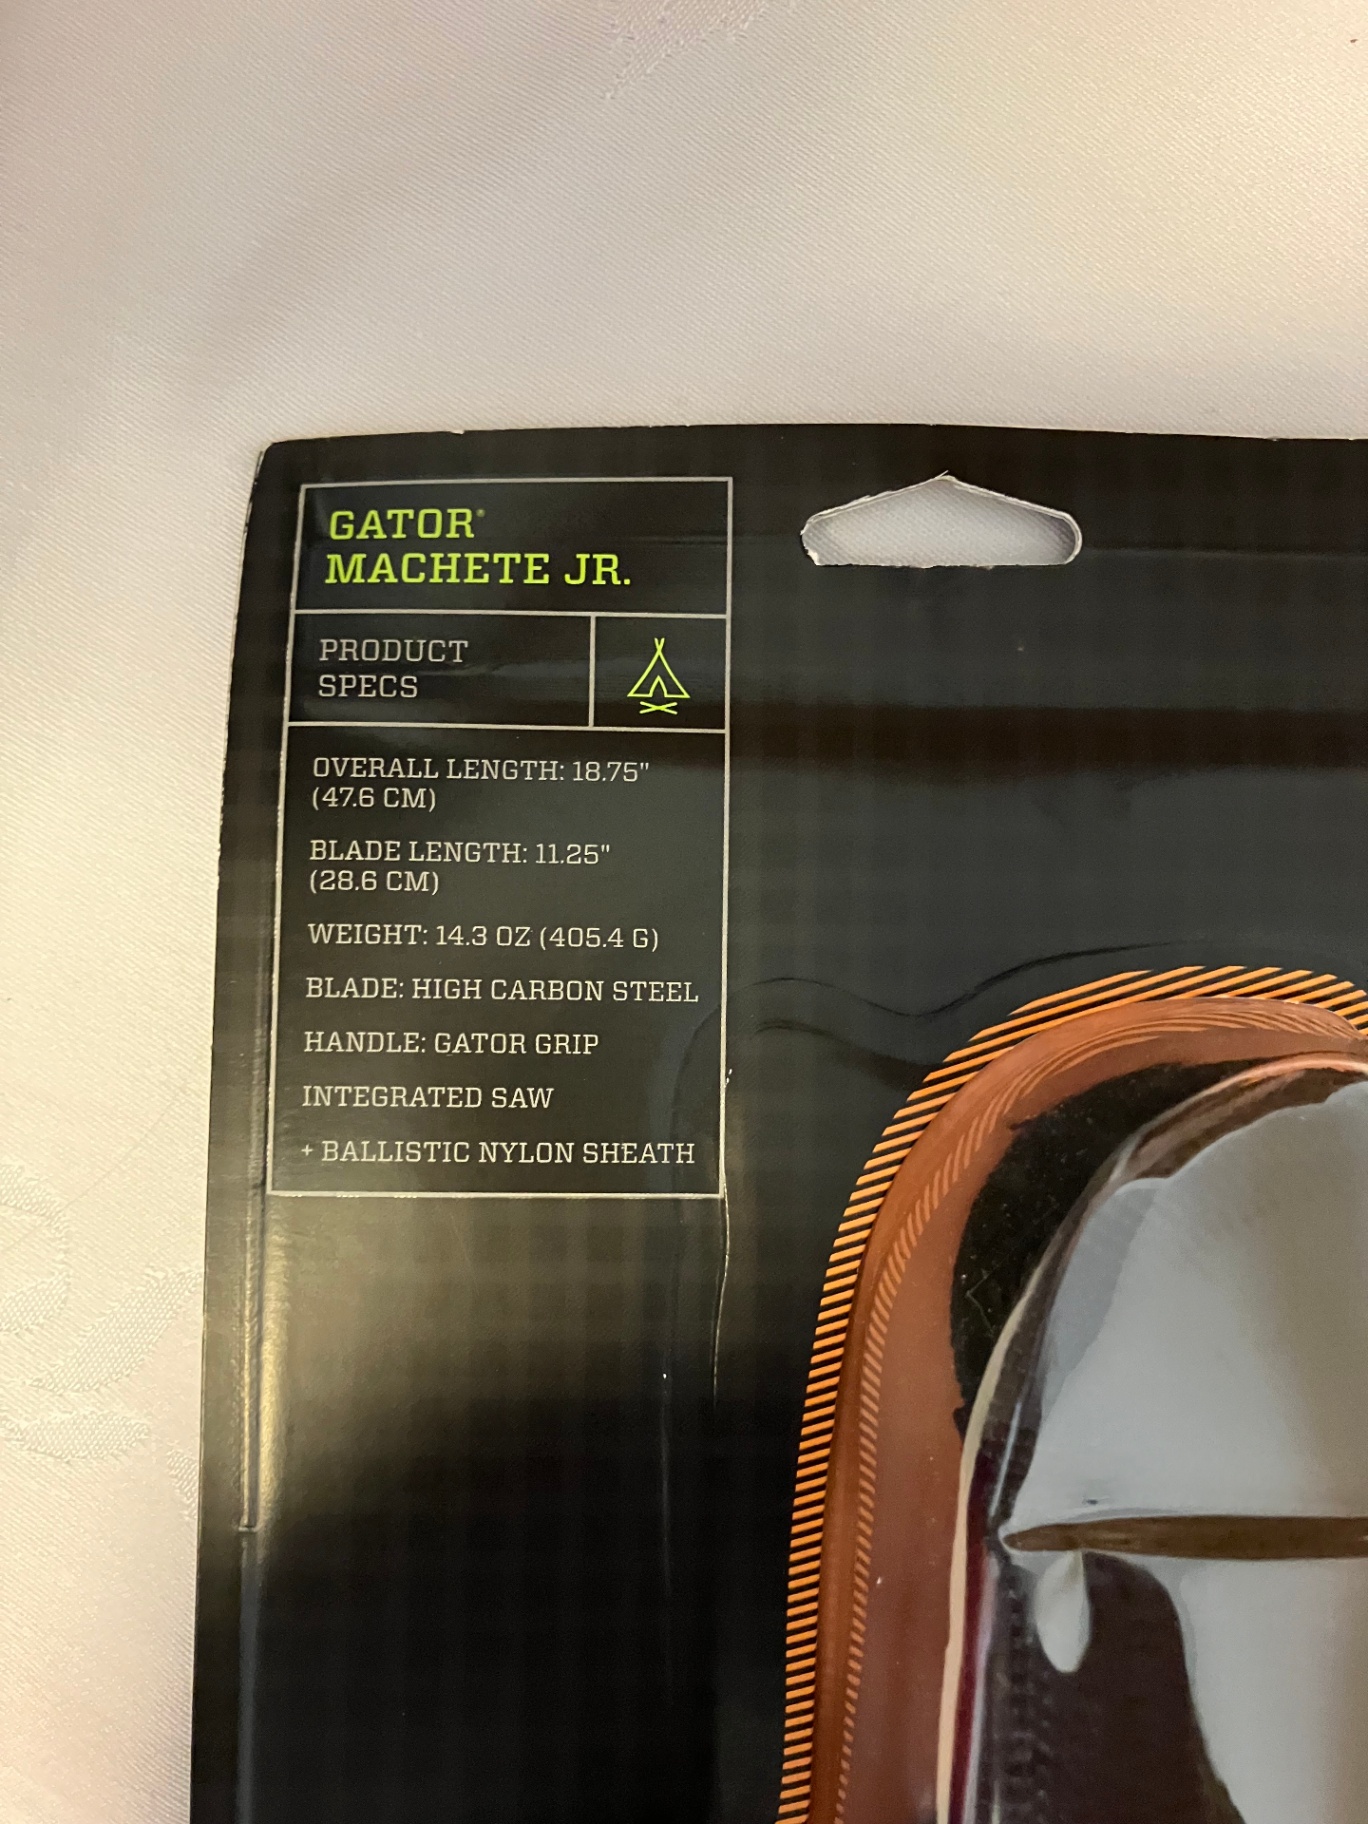 GATOR®
MACHETE JR.
PRODUCT
SPECS
OVERALL LENGTH: 18.75"
(47.6 CM)
BLADE LENGTH: 11.25"
(28.6 CM)
WEIGHT: 14.3 OZ (405.4 G)
BLADE: HIGH CARBON STEEL
HANDLE: GATOR GRIP
INTEGRATED SAW
+ BALLISTIC NYLON SHEATH